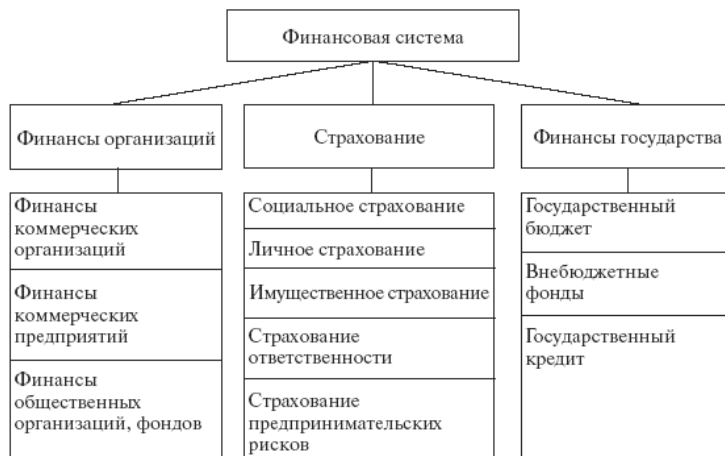 Финансовая система
Финансы организаций
Страхование
Финансы государства
Финансы
коммерческих
организаций
Финансы
коммерческих
предприятий
Финансы
общественных
организаций, фондов
Социальное страхование
Личное страхование
Имущественное страхование
Страхование
ответственности
Страхование
предпринимательских
рисков
Государственный
бюджет
Внебюджетные
фонды
Государственный
кредит